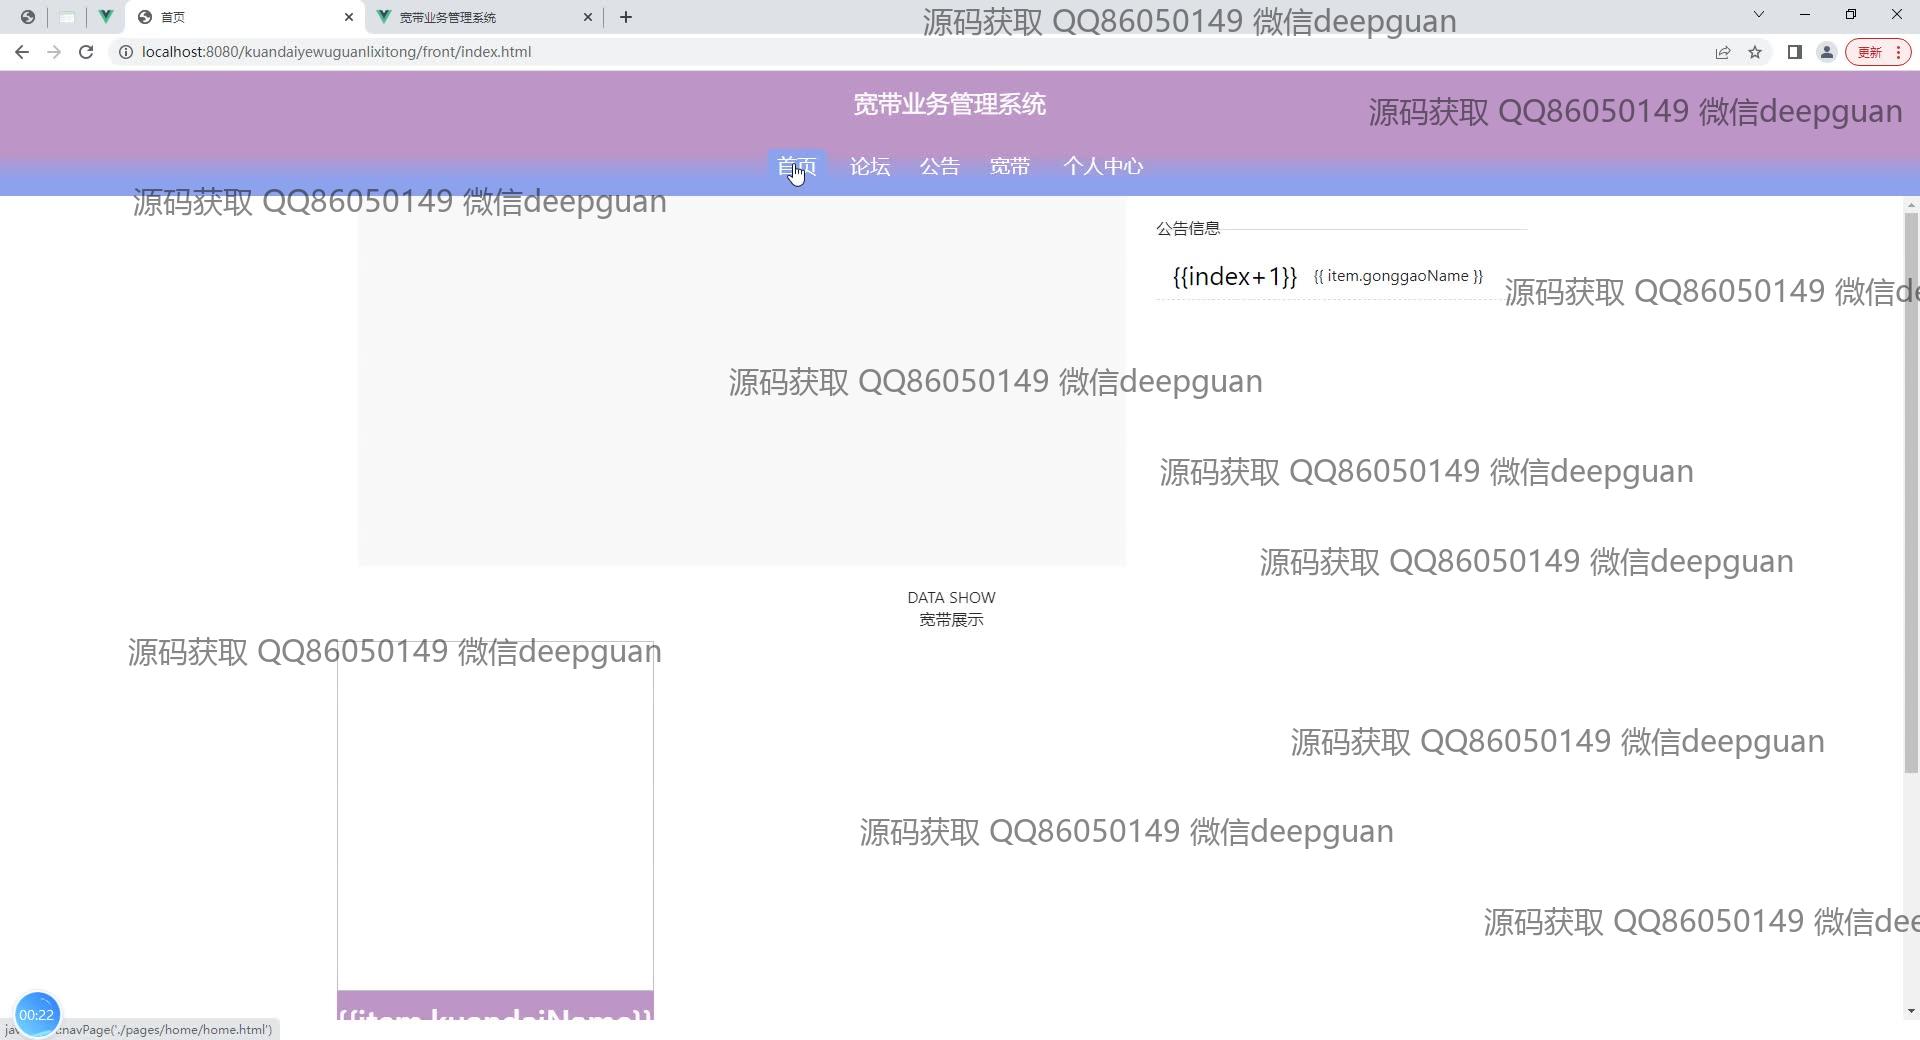 首页
宽带业务管理系统
源码获取 QQ86050149 微信deepguan
localhost:8080/kuandaiyewuguanlixitong/front/index.html
更新
宽带业务管理系统
源码获取 QQ86050149 微信deepguan
首页 论坛 公告 宽带 个人中心
源码获取 QQ86050149 微信deepguan
公告信息
{{index+1}} {{ item.gonggaoName }}
源码获取 QQ86050149 微信de
源码获取 QQ86050149 微信deepguan
源码获取 QQ86050149 微信deepguan
源码获取 QQ86050149 微信deepguan
DATA SHOW
宽带展示
源码获取 QQ86050149 微信deepguan
源码获取 QQ86050149 微信deepguan
源码获取 QQ86050149 微信deepguan
源码获取 QQ86050149 微信dee
{{item.kuandaiName}}
00:22
:navPage('./pages/home/home.html')